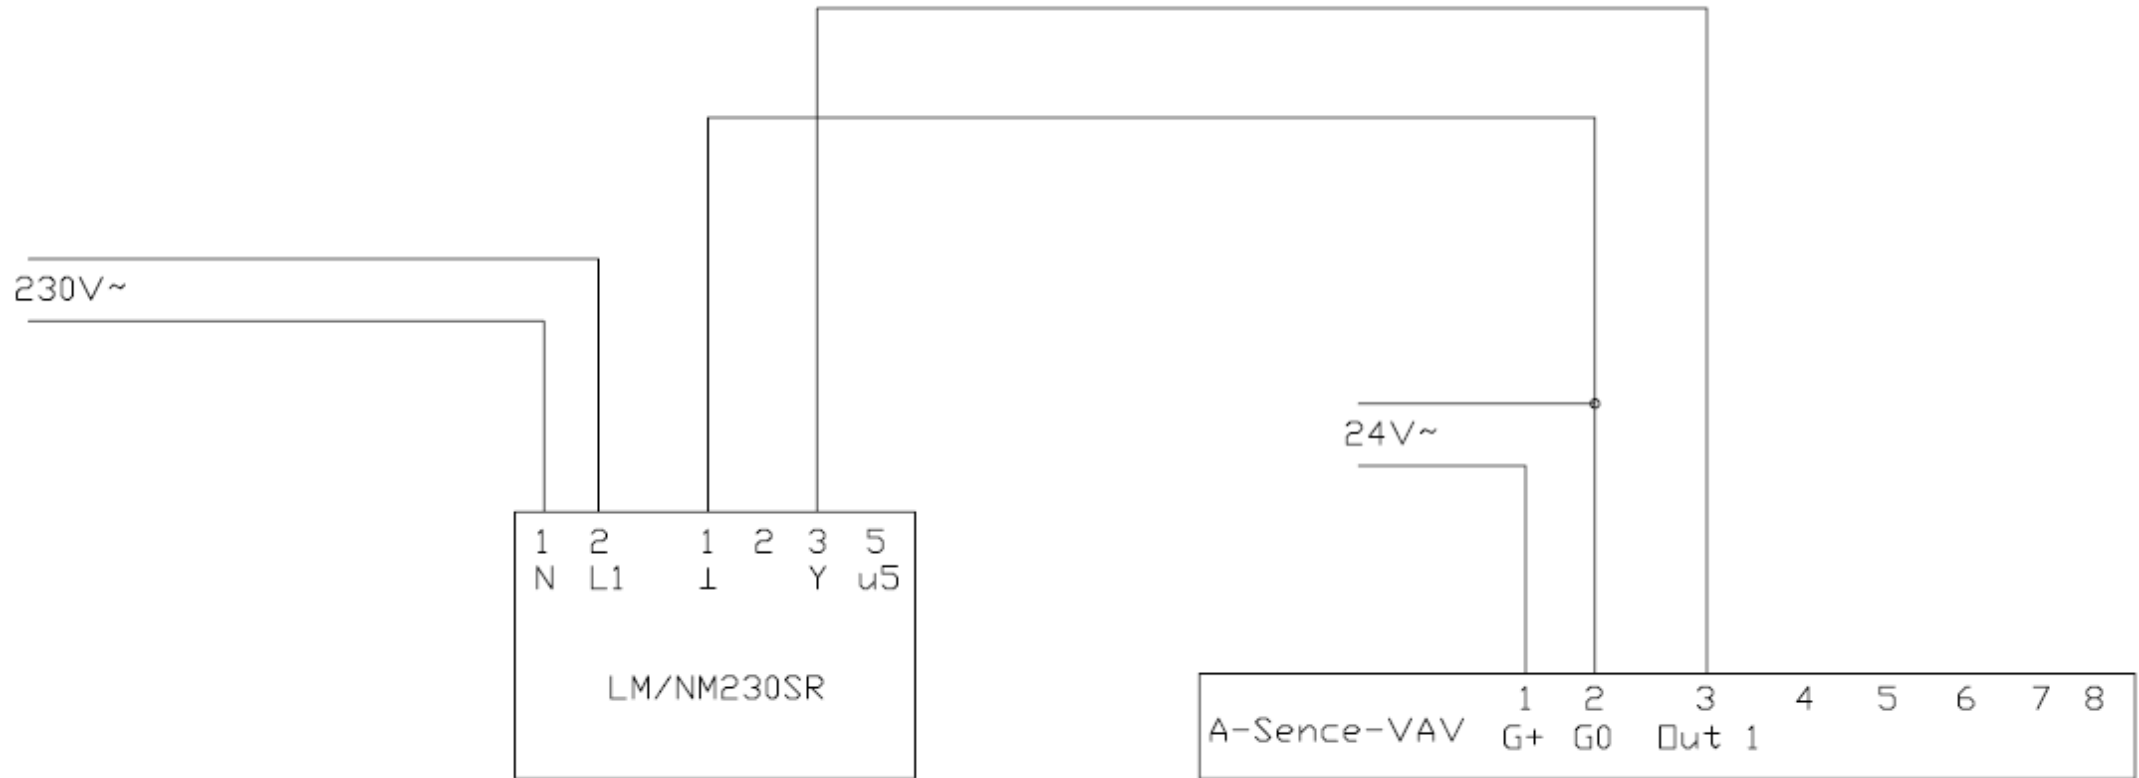 230V~
24V~
1 2 1 2 3 5
N L1 ⊥ Y u5
LM/NM230SR
1 2 3 4 5 6 7 8
A-Sence-VAV G+ G0 Out 1